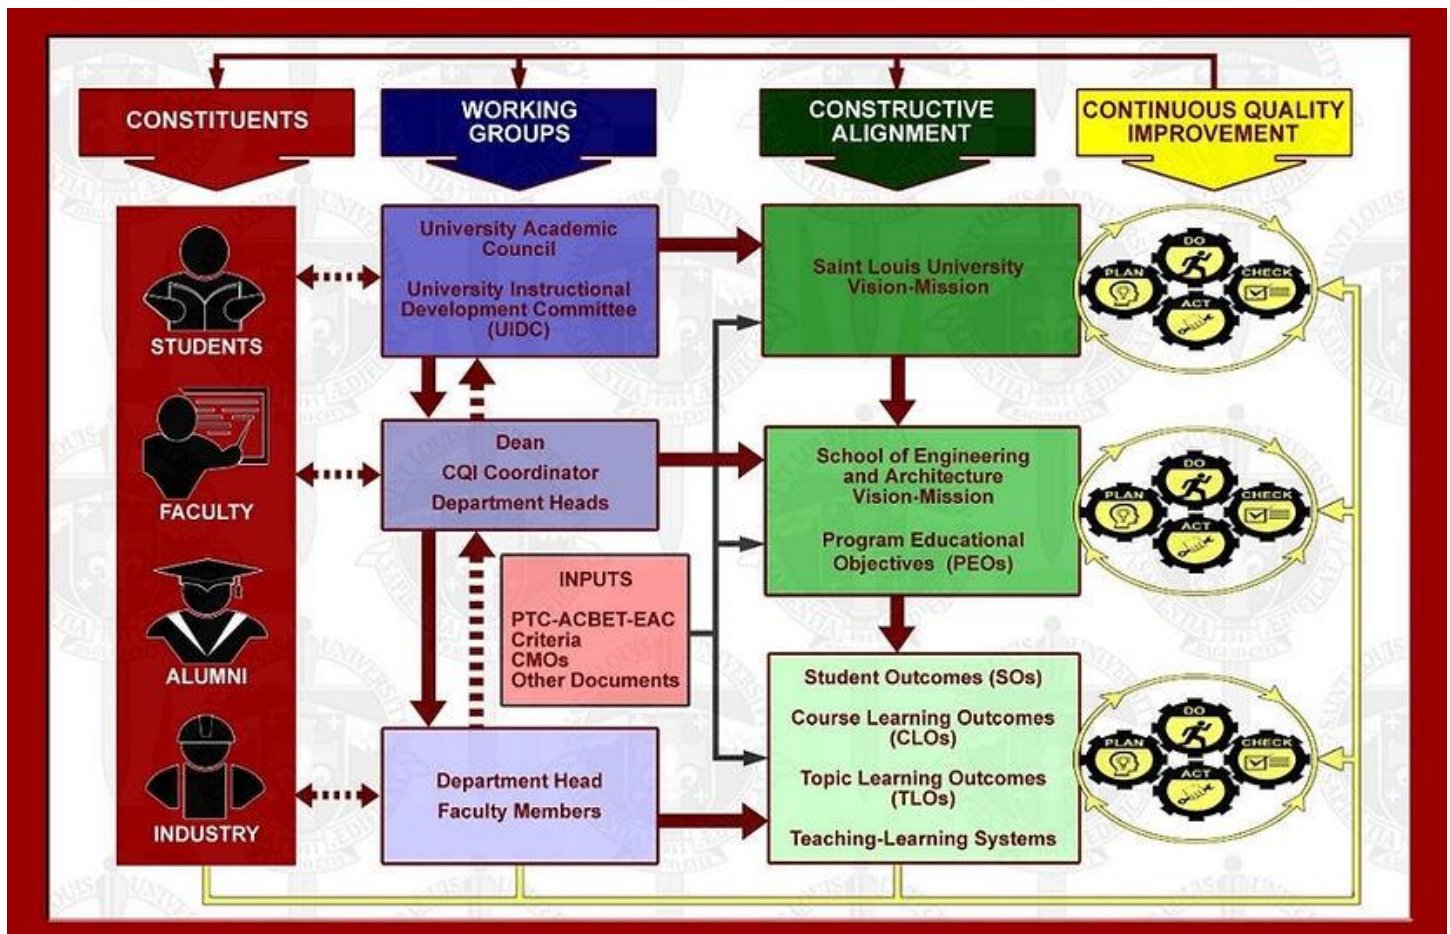 CONSTITUENTS
WORKING
GROUPS
CONSTRUCTIVE
ALIGNMENT
CONTINUOUS QUALITY
IMPROVEMENT
STUDENTS
FACULTY
ALUMNI
INDUSTRY
University Academic
Council
University Instructional
Development Committee
(UIDC)
Dean
CQI Coordinator
Department Heads
INPUTS
PTC-ACBET-EAC
Criteria
CMOs
Other Documents
Department Head
Faculty Members
Saint Louis University
Vision-Mission
School of Engineering
and Architecture
Vision-Mission
Program Educational
Objectives (PEOs)
Student Outcomes (SOs)
Course Learning Outcomes
(CLOs)
Topic Learning Outcomes
(TLOs)
Teaching-Learning Systems
PLAN
DO
CHECK
ACT
PLAN
DO
CHECK
ACT
PLAN
DO
CHECK
ACT